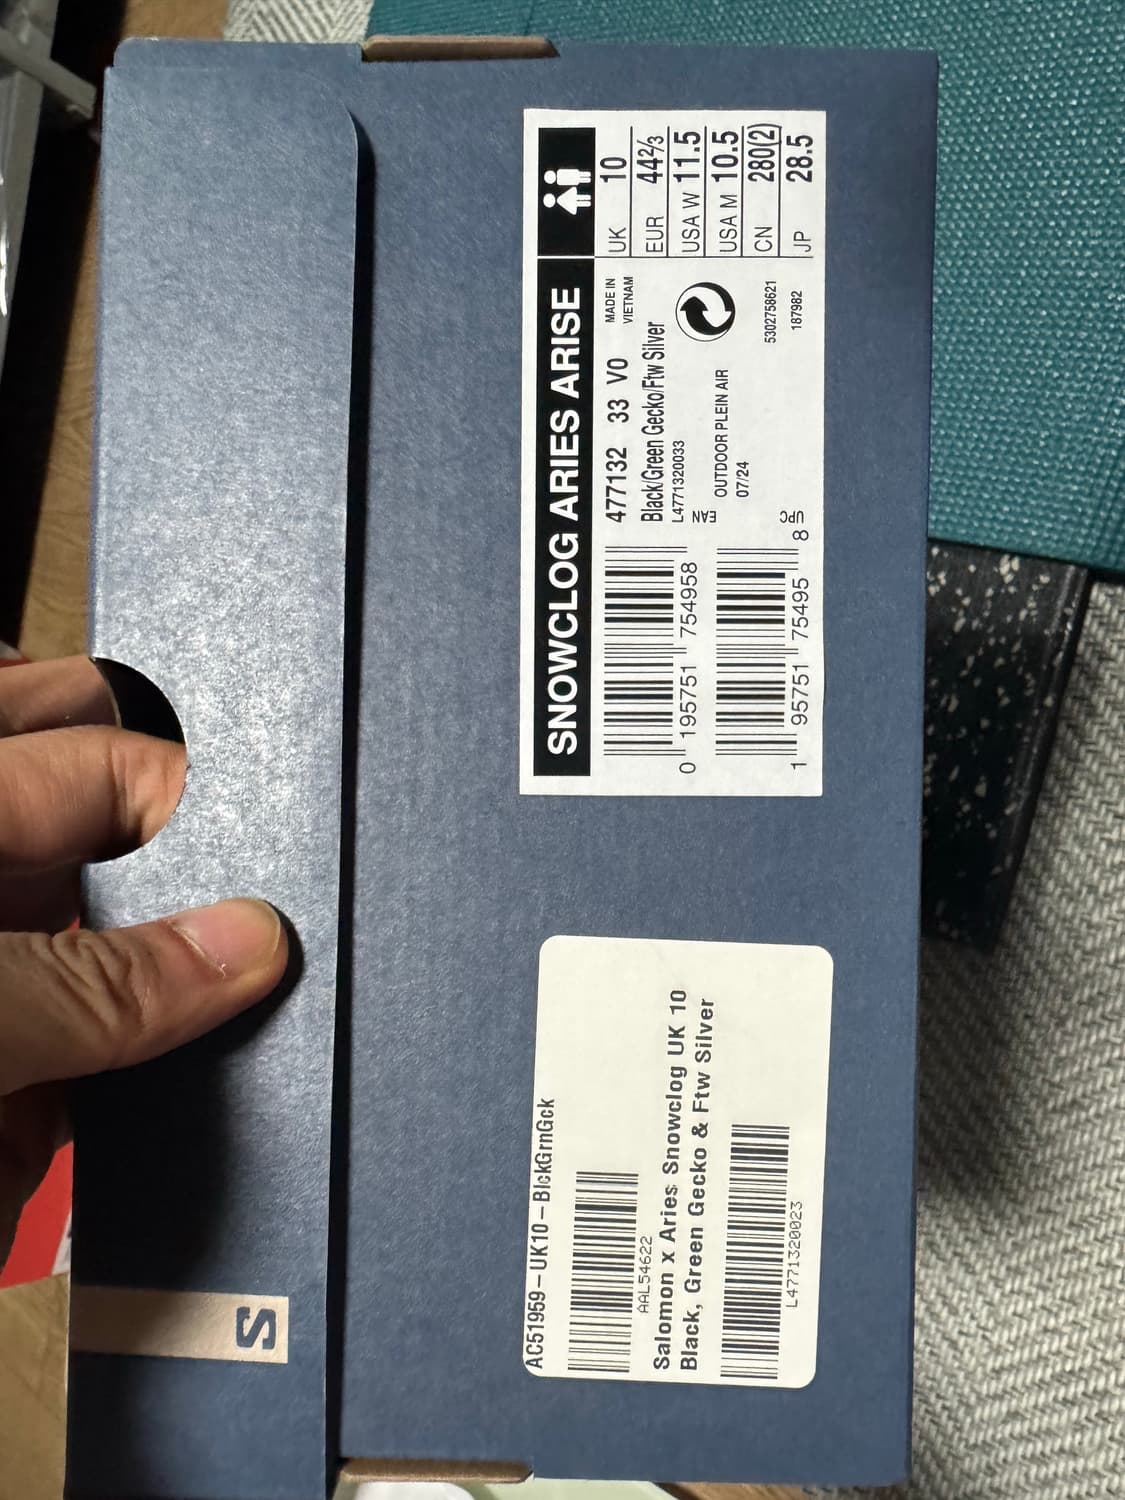 SNOWCLOG ARIES ARISE
477132 33 V0
MADE IN
VIETNAM
Black/Green Gecko/Ftw Silver
L4771320033
EAN
OUTDOOR PLEIN AIR
07/24
5302758621
187982
UPC
0 195751 754958
1 95751 75495 8
UK 10
EUR 44⅔
USA W 11.5
USA M 10.5
CN 280(2)
JP 28.5
AC51959-UK10-BlckGrnGck
AAL54622
Salomon x Aries Snowclog UK 10
Black, Green Gecko & Ftw Silver
L4771320023
S